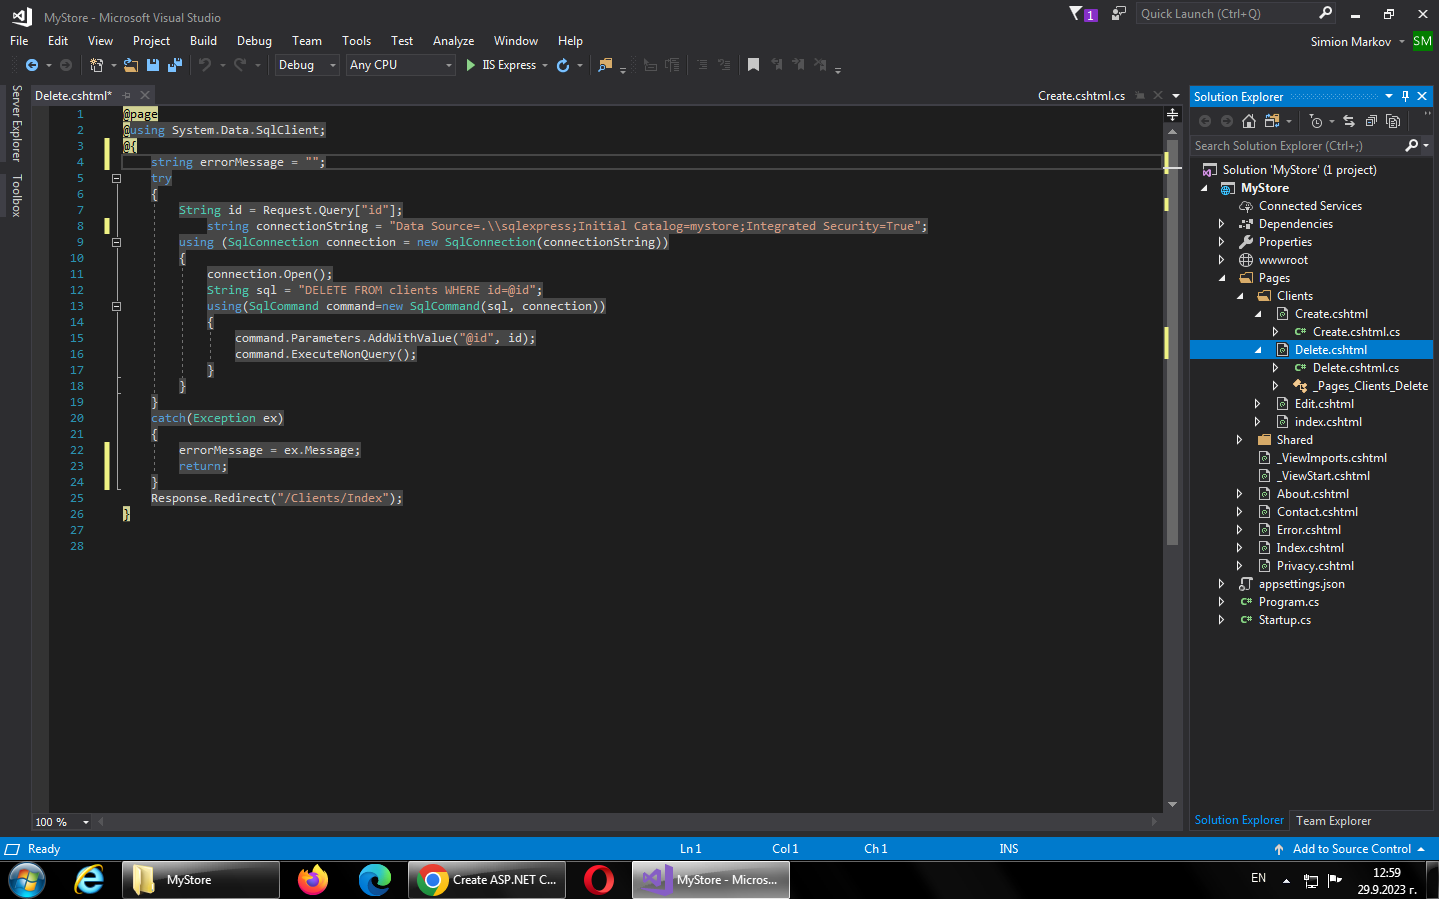 MyStore - Microsoft Visual Studio
1
Quick Launch (Ctrl+Q)
File Edit View Project Build Debug Team Tools Test Analyze Window Help
Simion Markov SM
Debug Any CPU IIS Express
Server Explorer
Toolbox
Delete.cshtml*
Create.cshtml.cs
1 @page
2 @using System.Data.SqlClient;
3 @{
4 string errorMessage = "";
5 try
6 {
7 String id = Request.Query["id"];
8 string connectionString = "Data Source=.\\sqlexpress;Initial Catalog=mystore;Integrated Security=True";
9 using (SqlConnection connection = new SqlConnection(connectionString))
10 {
11 connection.Open();
12 String sql = "DELETE FROM clients WHERE id=@id";
13 using(SqlCommand command=new SqlCommand(sql, connection))
14 {
15 command.Parameters.AddWithValue("@id", id);
16 command.ExecuteNonQuery();
17 }
18 }
19 }
20 catch(Exception ex)
21 {
22 errorMessage = ex.Message;
23 return;
24 }
25 Response.Redirect("/Clients/Index");
26 }
27
28
100 %
Solution Explorer
Search Solution Explorer (Ctrl+;)
Solution 'MyStore' (1 project)
MyStore
Connected Services
Dependencies
Properties
wwwroot
Pages
Clients
Create.cshtml
C# Create.cshtml.cs
Delete.cshtml
C# Delete.cshtml.cs
_Pages_Clients_Delete
Edit.cshtml
index.cshtml
Shared
_ViewImports.cshtml
_ViewStart.cshtml
About.cshtml
Contact.cshtml
Error.cshtml
Index.cshtml
Privacy.cshtml
appsettings.json
C# Program.cs
C# Startup.cs
Solution Explorer Team Explorer
Ready Ln 1 Col 1 Ch 1 INS Add to Source Control
MyStore
Create ASP.NET C...
MyStore - Micros...
EN
12:59
29.9.2023 г.